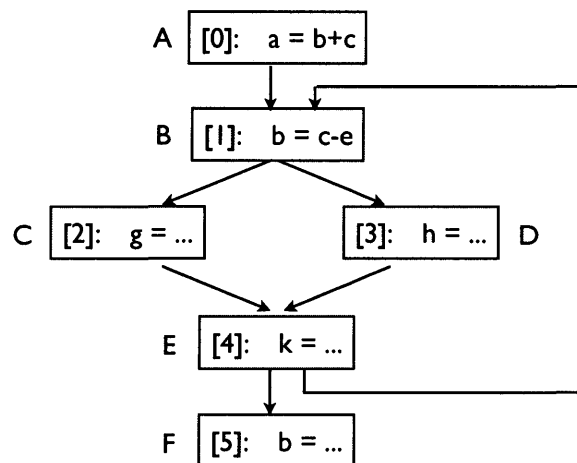 A [0]: a = b+c
B [1]: b = c-e
C [2]: g = ... [3]: h = ... D
E [4]: k = ...
F [5]: b = ...